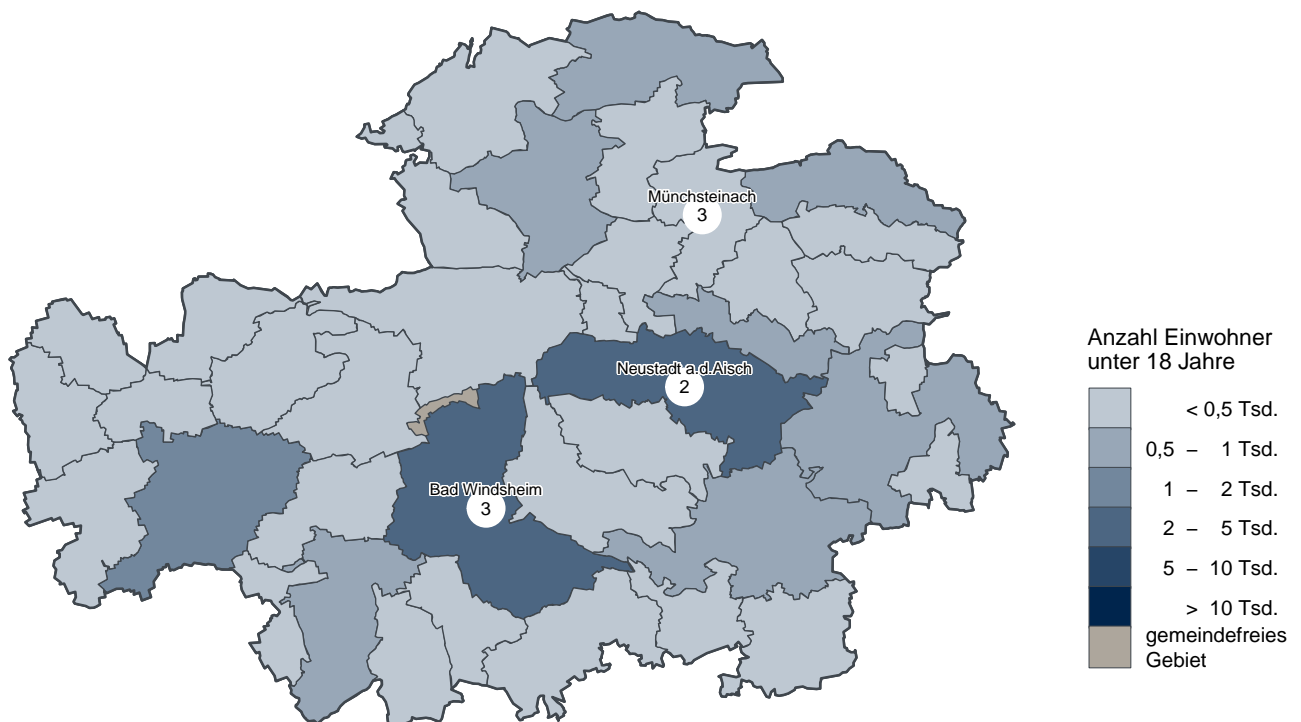 Münchsteinach
3
Neustadt a.d.Aisch
2
Bad Windsheim
3
Anzahl Einwohner
unter 18 Jahre
< 0,5 Tsd.
0,5 – 1 Tsd.
1 – 2 Tsd.
2 – 5 Tsd.
5 – 10 Tsd.
> 10 Tsd.
gemeindefreies
Gebiet